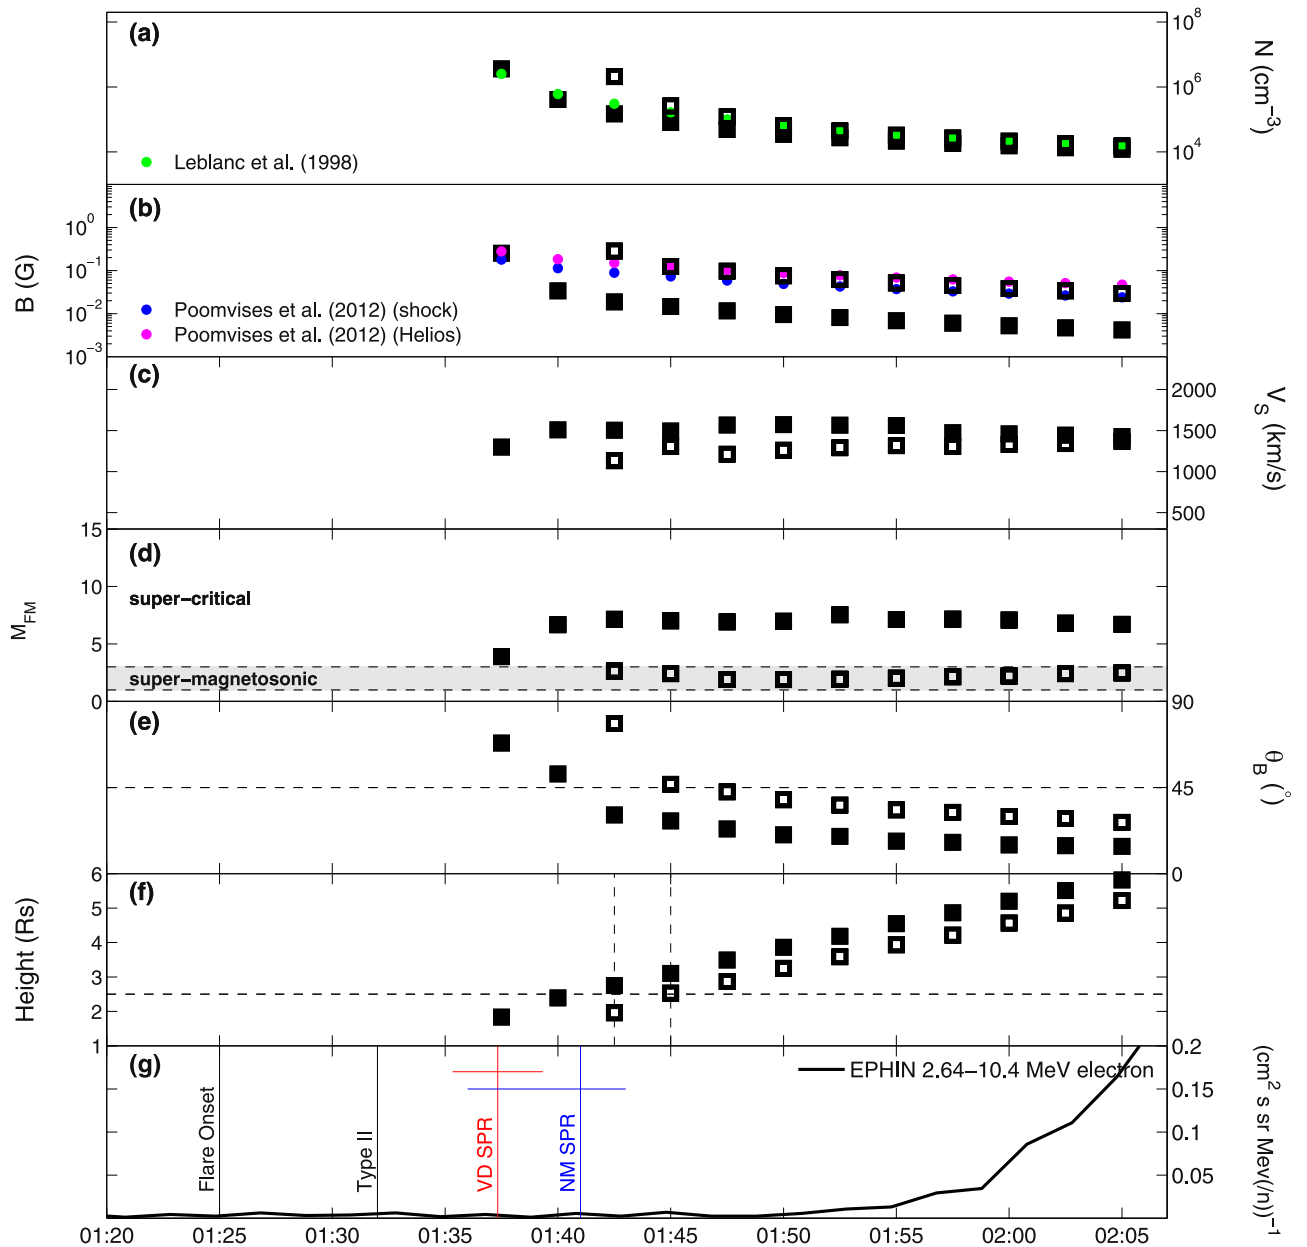 (a)
10^8
10^6
10^4
N (cm^−3)
Leblanc et al. (1998)
(b)
10^0
10^−1
10^−2
10^−3
B (G)
Poomvises et al. (2012) (shock)
Poomvises et al. (2012) (Helios)
(c)
2000
1500
1000
500
V_S (km/s)
(d)
15
10
5
0
M_FM
super−critical
super−magnetosonic
(e)
90
45
0
θ_B (°)
(f)
6
5
4
3
2
1
Height (Rs)
(g)
EPHIN 2.64−10.4 MeV electron
0.2
0.15
0.1
0.05
(cm^2 s sr Mev(/n))^−1
Flare Onset
Type II
VD SPR
NM SPR
01:20 01:25 01:30 01:35 01:40 01:45 01:50 01:55 02:00 02:05